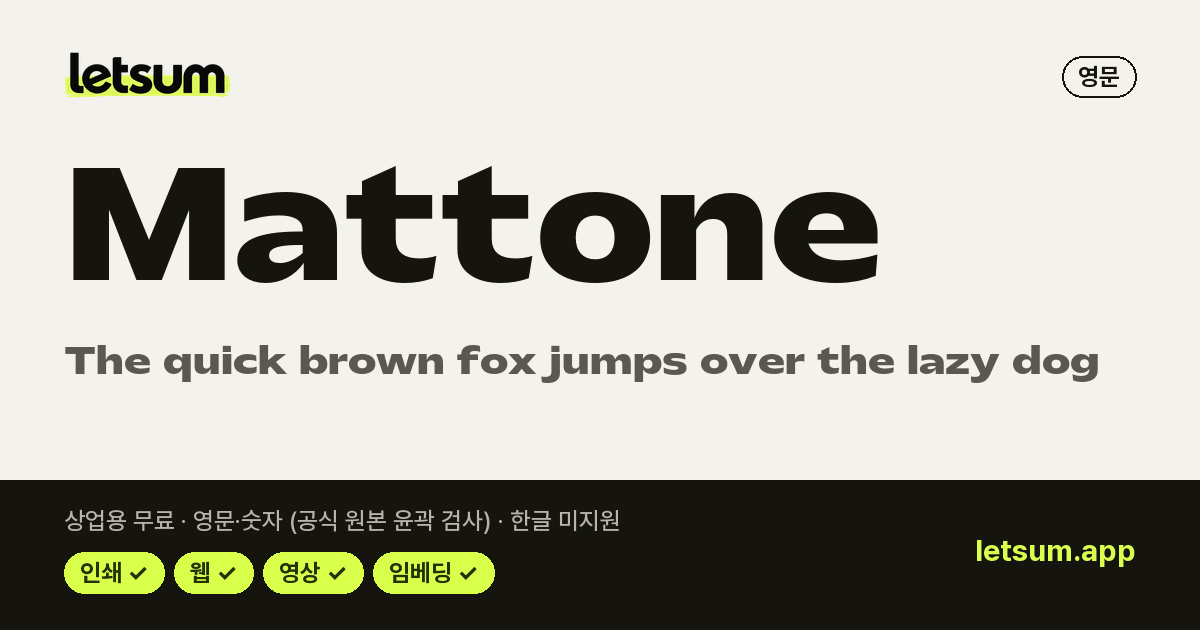 letsum
영문
Mattone
The quick brown fox jumps over the lazy dog
상업용 무료 · 영문·숫자 (공식 원본 윤곽 검사) · 한글 미지원
인쇄 ✓ 웹 ✓ 영상 ✓ 임베딩 ✓
letsum.app